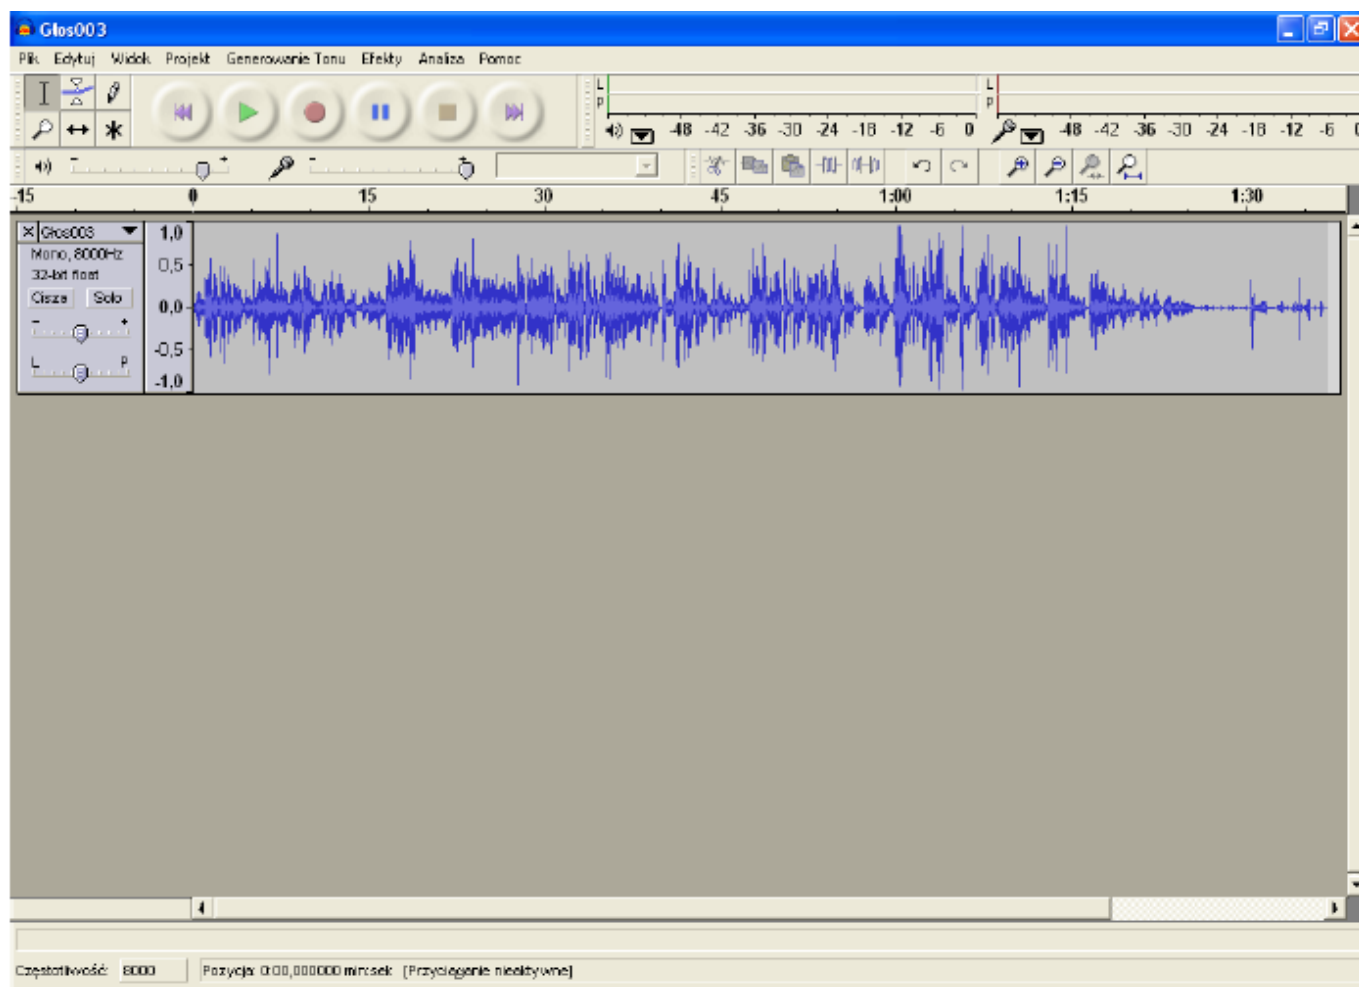 Głos003
Plik Edytuj Widok Projekt Generowanie Tonu Efekty Analiza Pomoc
L
P
-48 -42 -36 -30 -24 -18 -12 -6 0
L
P
-48 -42 -36 -30 -24 -18 -12 -6 0
-15 0 15 30 45 1:00 1:15 1:30
Głos003
Mono, 8000Hz
32-bit float
Cisza Solo
- +
L P
1,0
0,5
0,0
-0,5
-1,0
Częstotliwość: 8000 Pozycja: 0:00,000000 min:sek [Przyciąganie nieaktywne]